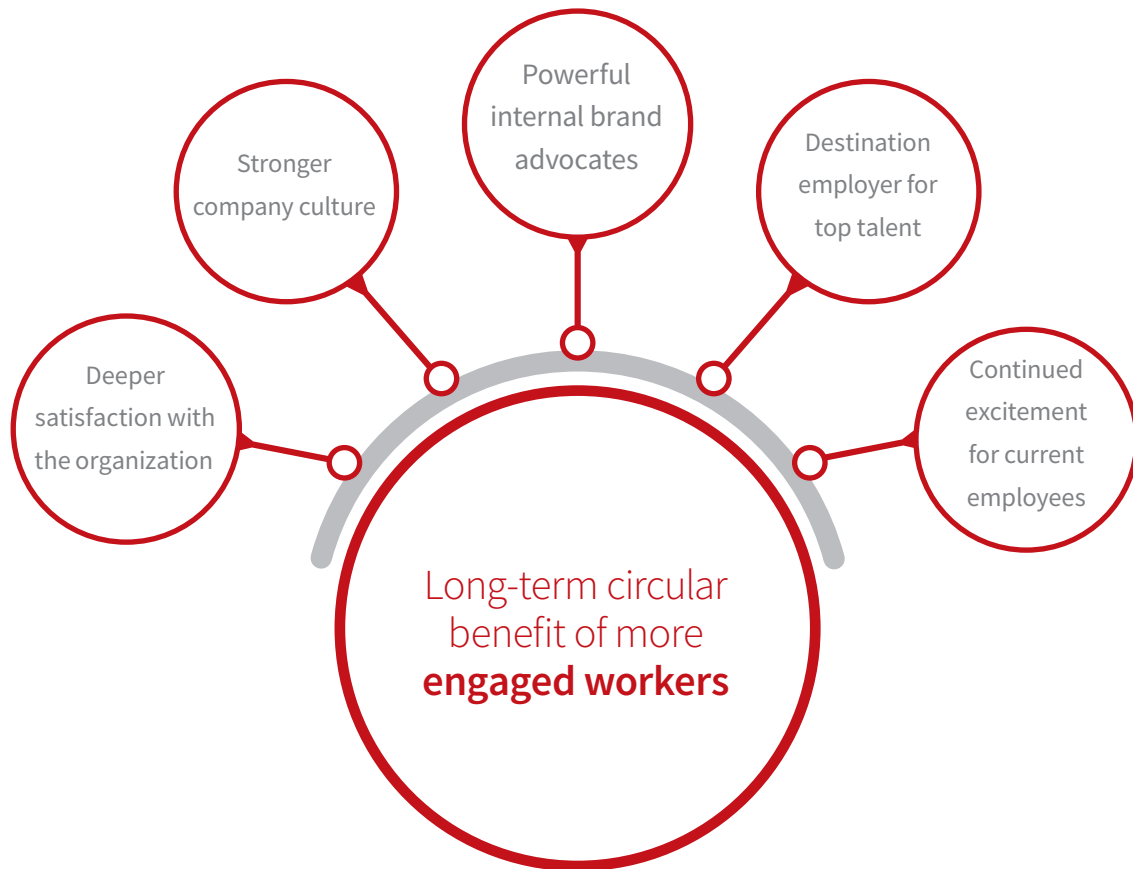 Deeper
satisfaction with
the organization
Stronger
company culture
Powerful
internal brand
advocates
Destination
employer for
top talent
Continued
excitement
for current
employees
Long-term circular
benefit of more
engaged workers